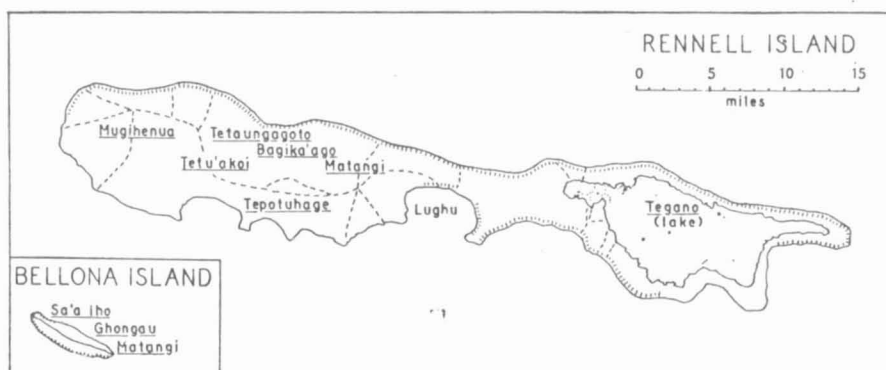 RENNELL ISLAND
0 5 10 15
miles
Mugihenua
Tetaungagoto
Bagika'ago
Tetu'akoi
Matangi
Tepotuhage
Lughu
Tegano
(lake)
BELLONA ISLAND
Sa'a Iho
Ghongau
Matangi